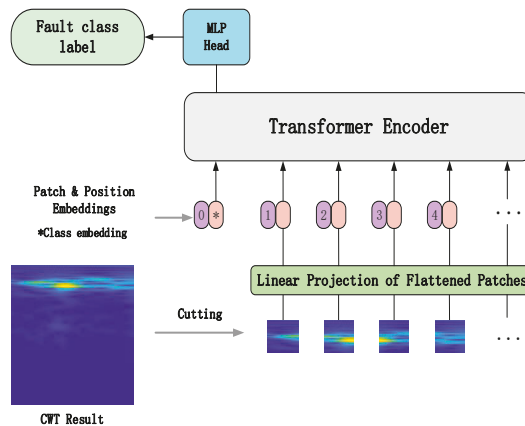 Fault class
label
MLP
Head
Transformer Encoder
Patch & Position
Embeddings
*Class embedding
0 * 1 2 3 4 ...
Linear Projection of Flattened Patches
Cutting
...
CWT Result